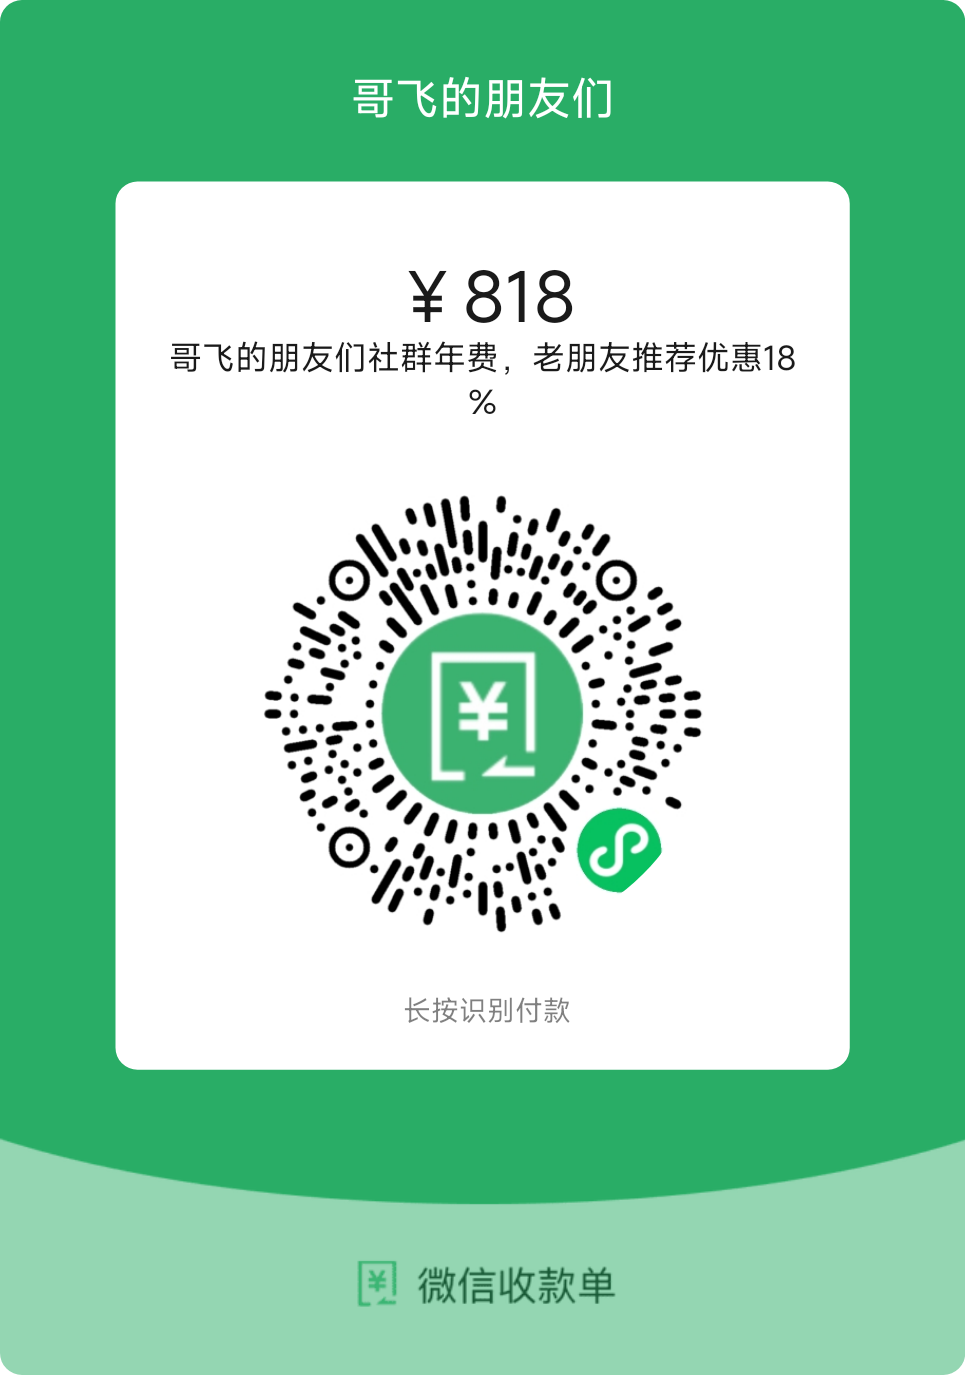 哥飞的朋友们
¥ 818
哥飞的朋友们社群年费，老朋友推荐优惠18
%
¥
长按识别付款
¥ 微信收款单